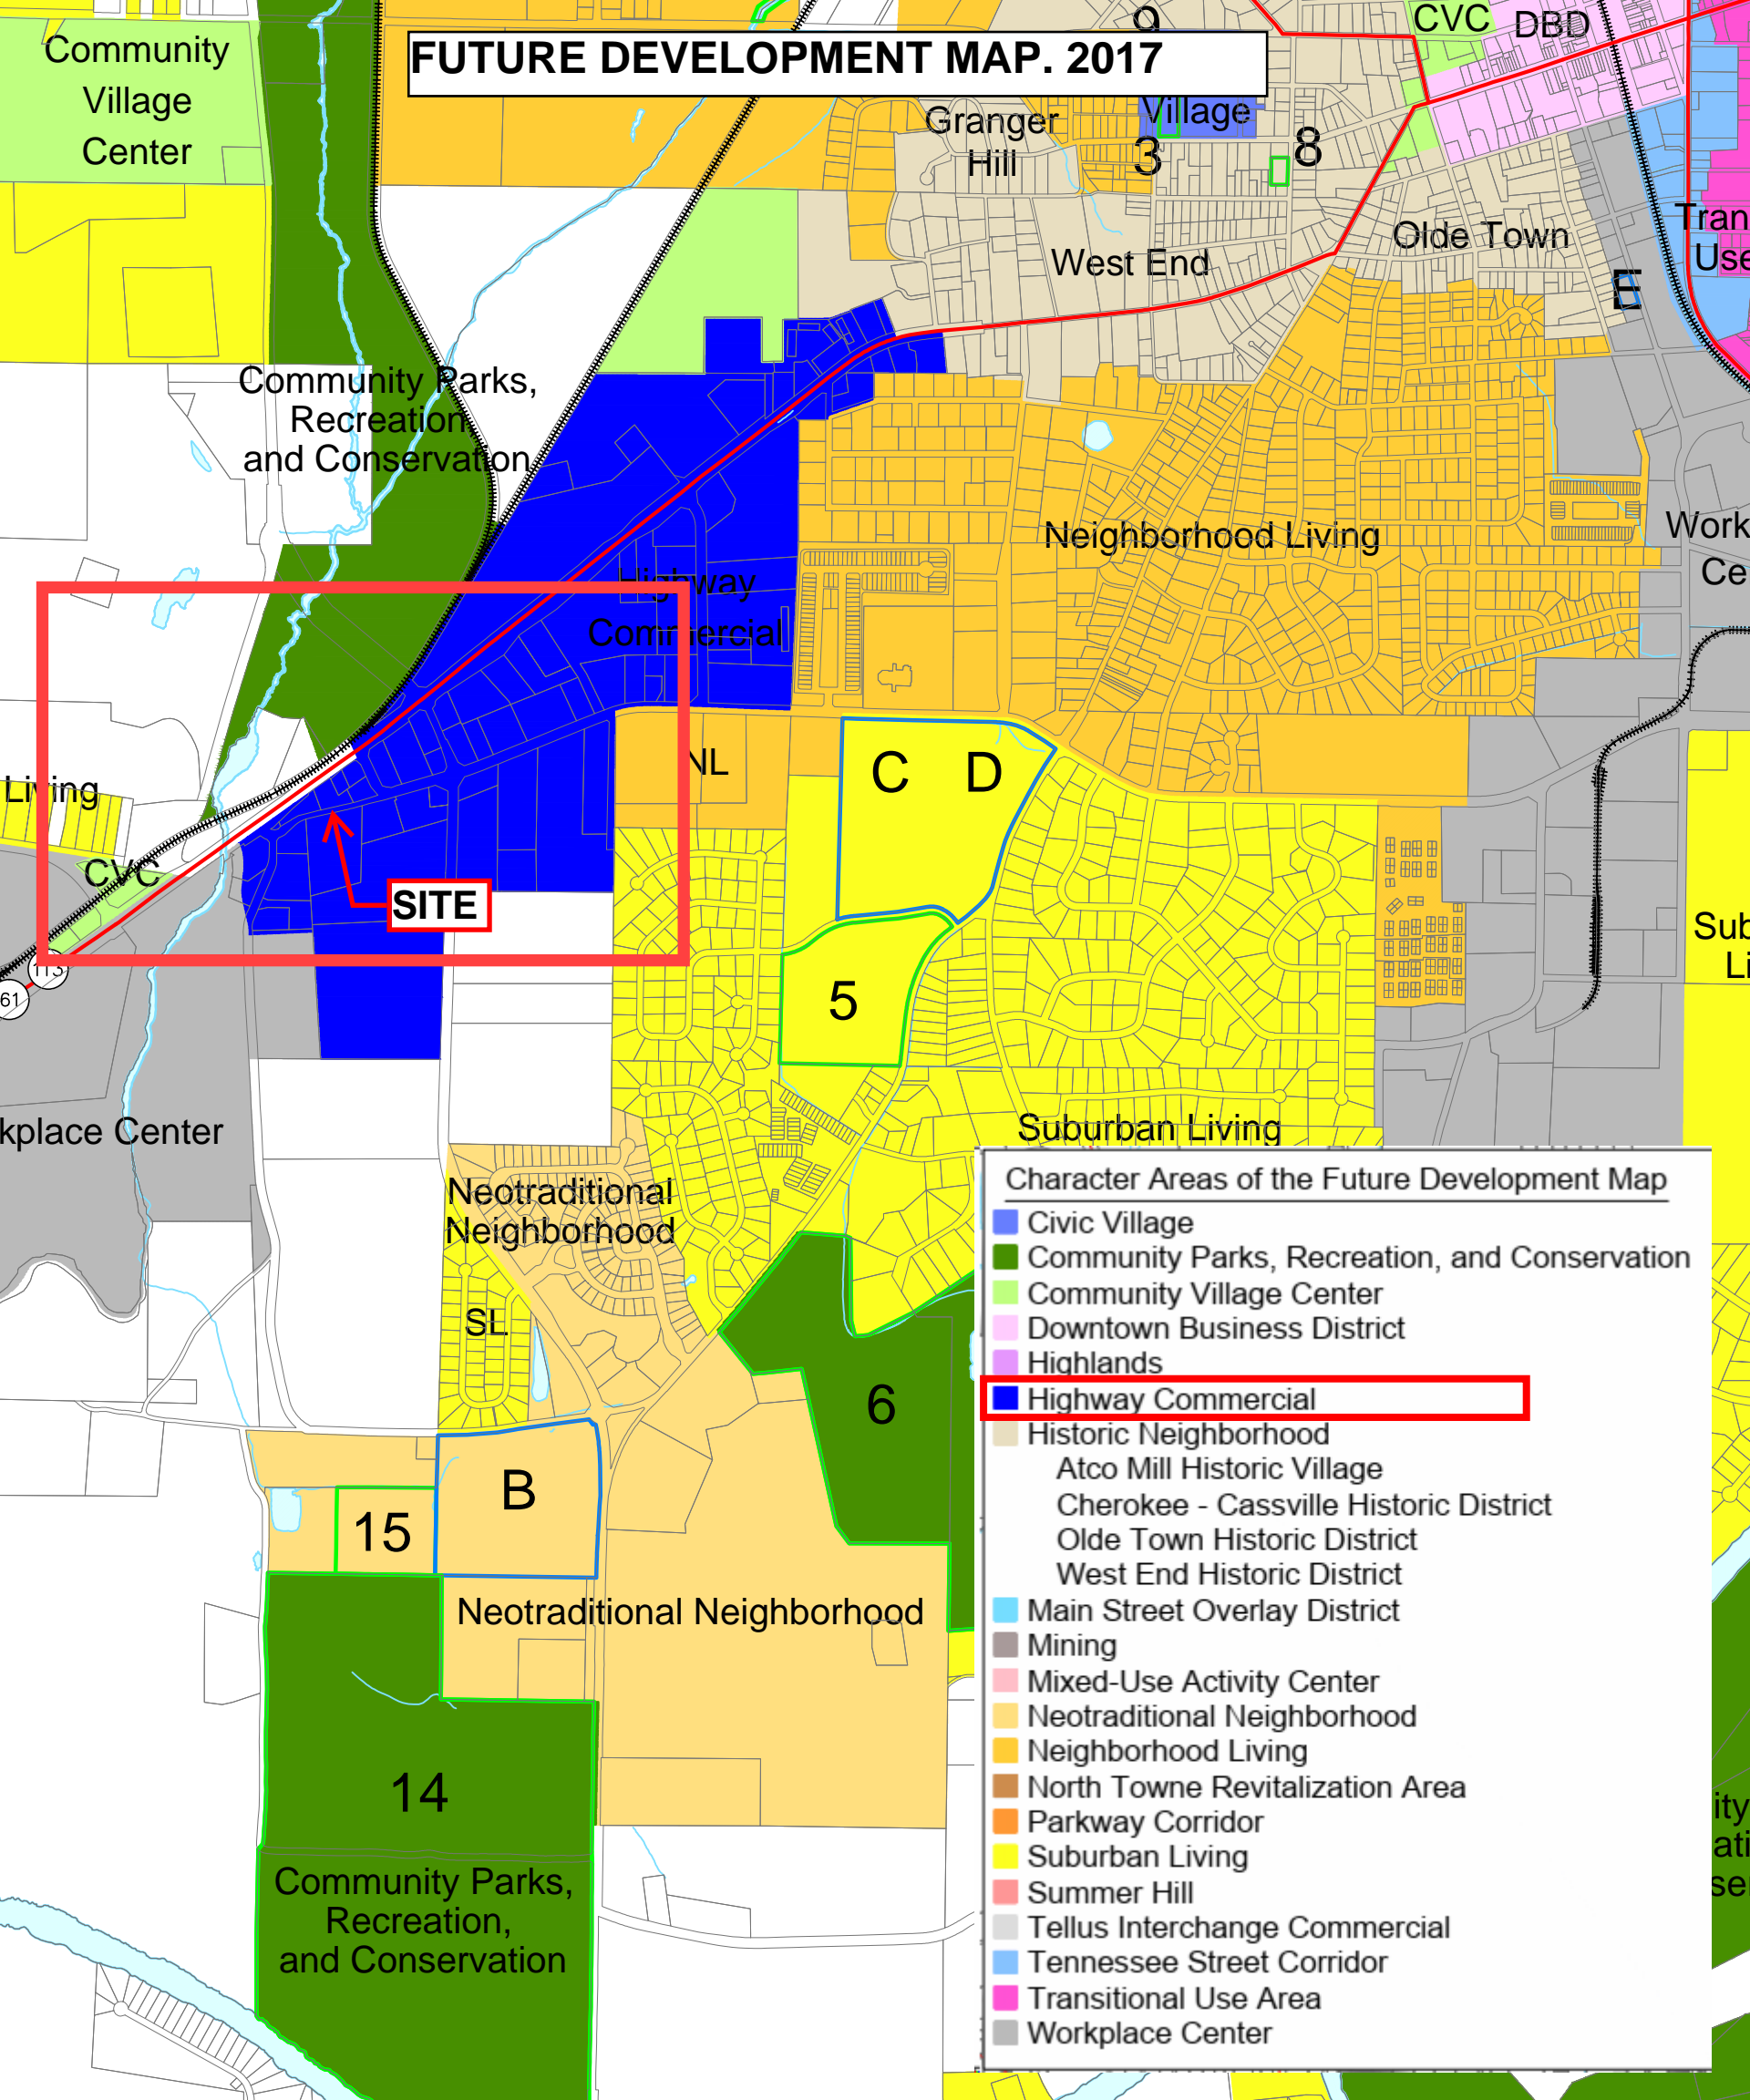 FUTURE DEVELOPMENT MAP. 2017
9
CVC
DBD
Community
Village
Center
Granger
Hill
Village
3
8
West End
Olde Town
Tran
Use
E
Community Parks,
Recreation
and Conservation
Neighborhood Living
Work
Ce
Highway
Commercial
Living
NL
C
D
CVC
SITE
113
61
5
Sub
Li
kplace Center
Suburban Living
Neotraditional
Neighborhood
SL
6
B
15
Neotraditional Neighborhood
14
Community Parks,
Recreation,
and Conservation
Character Areas of the Future Development Map
Civic Village
Community Parks, Recreation, and Conservation
Community Village Center
Downtown Business District
Highlands
Highway Commercial
Historic Neighborhood
Atco Mill Historic Village
Cherokee - Cassville Historic District
Olde Town Historic District
West End Historic District
Main Street Overlay District
Mining
Mixed-Use Activity Center
Neotraditional Neighborhood
Neighborhood Living
North Towne Revitalization Area
Parkway Corridor
Suburban Living
Summer Hill
Tellus Interchange Commercial
Tennessee Street Corridor
Transitional Use Area
Workplace Center
ity
ati
se